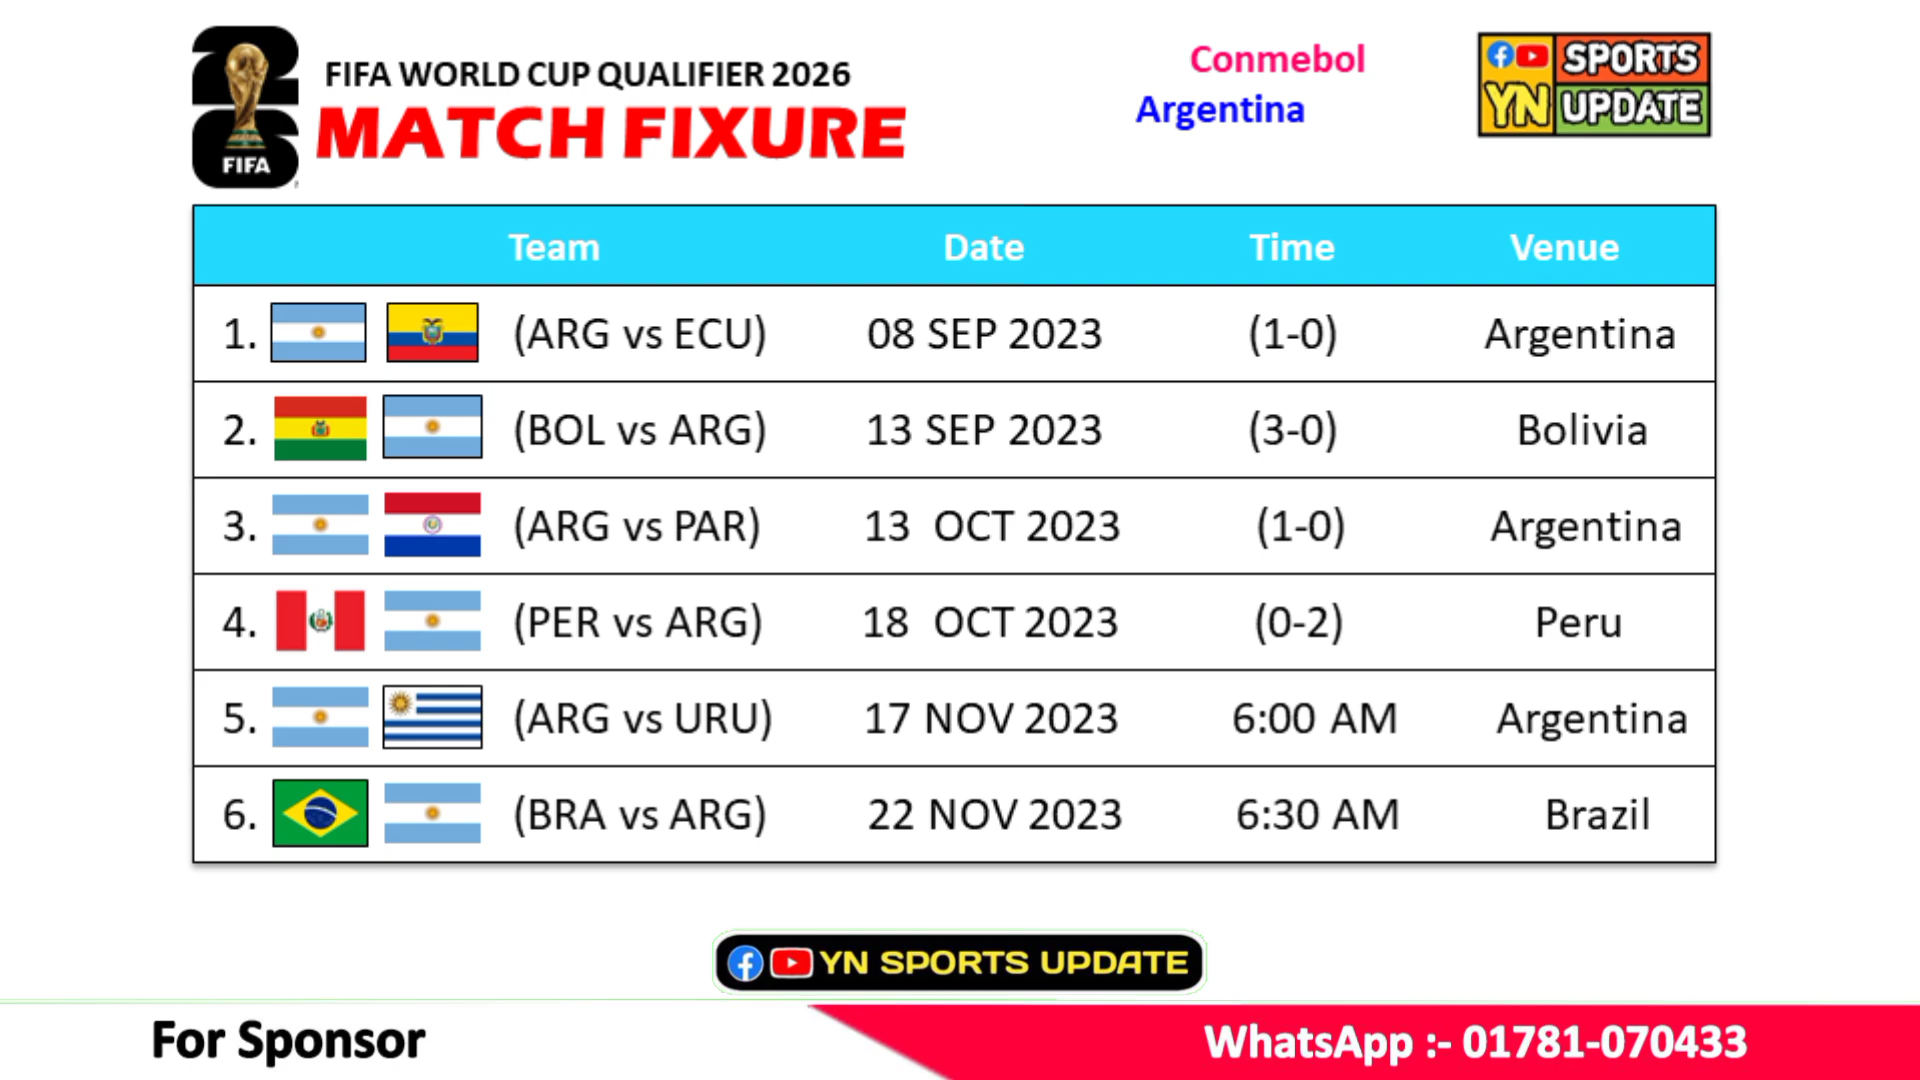 FIFA WORLD CUP QUALIFIER 2026
MATCH FIXURE
FIFA
Conmebol
Argentina
SPORTS
YN UPDATE
Team Date Time Venue
1. (ARG vs ECU) 08 SEP 2023 (1-0) Argentina
2. (BOL vs ARG) 13 SEP 2023 (3-0) Bolivia
3. (ARG vs PAR) 13 OCT 2023 (1-0) Argentina
4. (PER vs ARG) 18 OCT 2023 (0-2) Peru
5. (ARG vs URU) 17 NOV 2023 6:00 AM Argentina
6. (BRA vs ARG) 22 NOV 2023 6:30 AM Brazil
YN SPORTS UPDATE
For Sponsor
WhatsApp :- 01781-070433